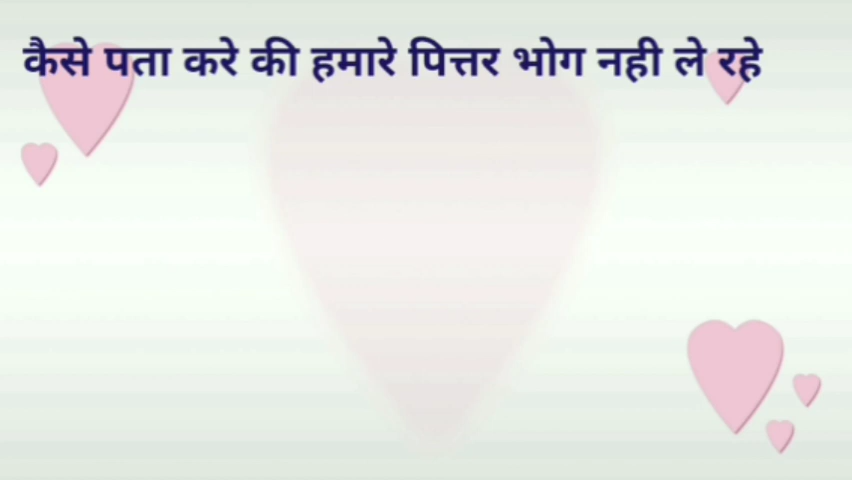 कैसे पता करे की हमारे पित्तर भोग नही ले रहे